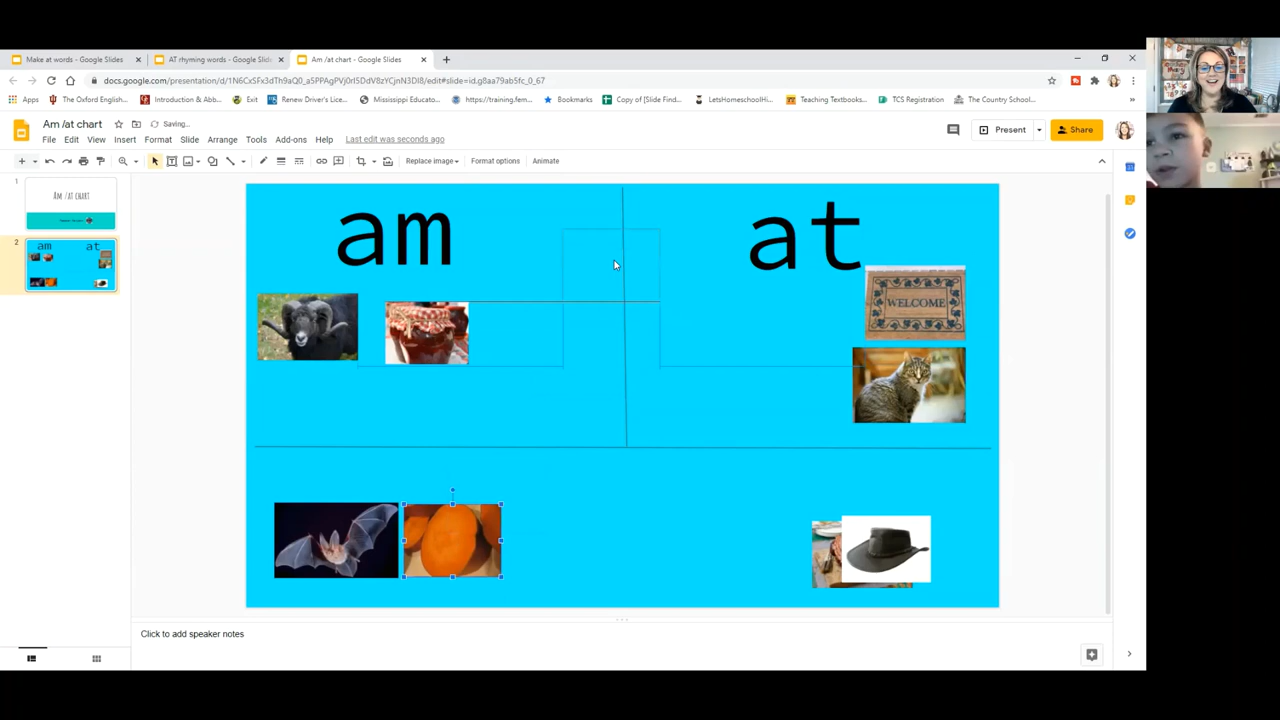 Make at words - Google Slides
AT rhyming words - Google Slide
Am /at chart - Google Slides
docs.google.com/presentation/d/1N6CxSFx3dTh9aQ0_a5PPAgPVj0rI5DdV8zYCjnN3DI8/edit#slide=id.g8aa79ab5fc_0_67
Apps
The Oxford English...
Introduction & Abb...
Exit
Renew Driver's Lice...
Mississippi Educato...
https://training.fem...
Bookmarks
Copy of [Slide Find...
LetsHomeschoolHi...
Teaching Textbooks...
TCS Registration
The Country School...
Am /at chart
Saving...
File Edit View Insert Format Slide Arrange Tools Add-ons Help Last edit was seconds ago
Present
Share
Replace image
Format options
Animate
1
Am /at chart
2
am
at
am
at
WELCOME
Click to add speaker notes